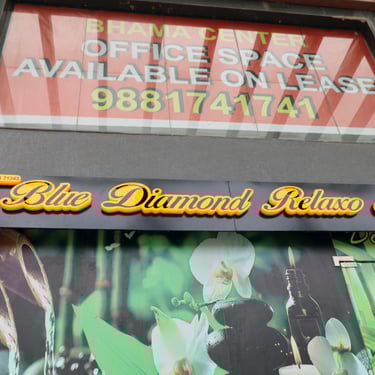 BHAMA CENTER
OFFICE SPACE
AVAILABLE ON LEASE
9881741741
Blue Diamond Relaxo